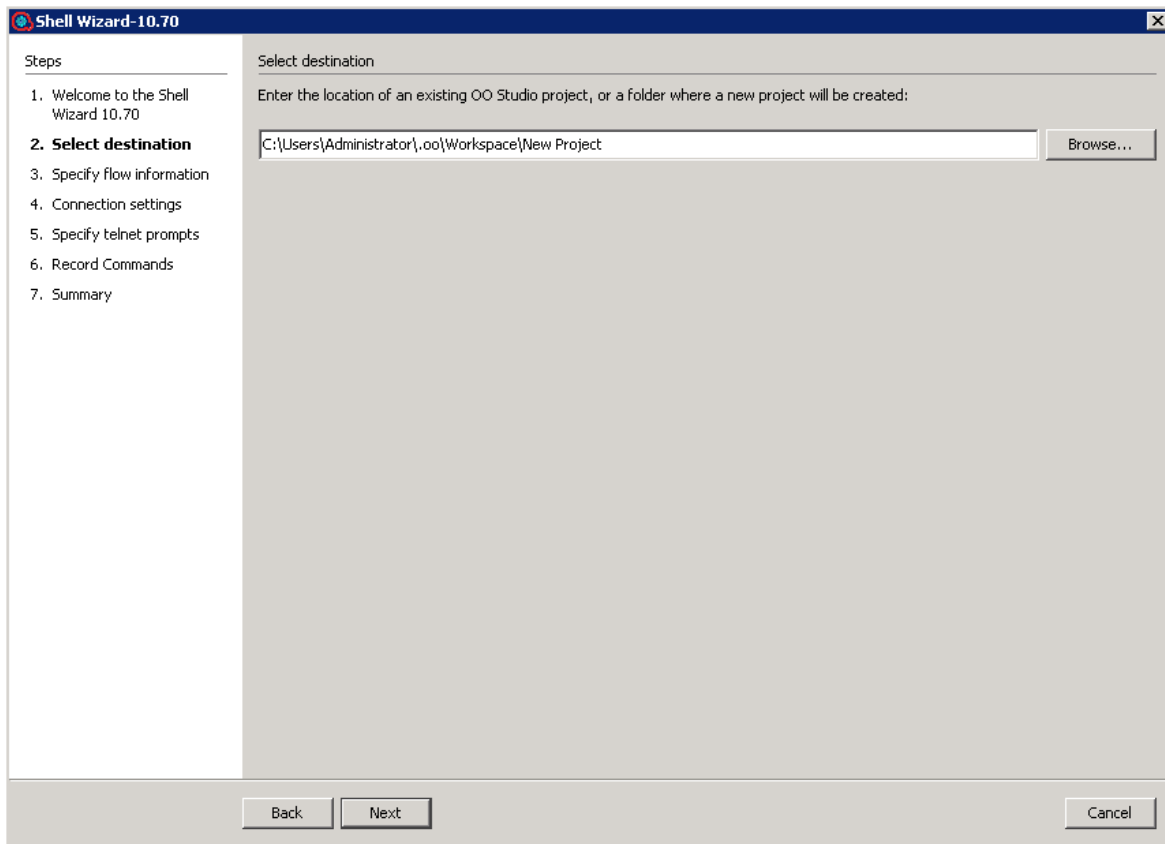 Shell Wizard-10.70
Steps
1. Welcome to the Shell
Wizard 10.70
2. Select destination
3. Specify flow information
4. Connection settings
5. Specify telnet prompts
6. Record Commands
7. Summary
Select destination
Enter the location of an existing OO Studio project, or a folder where a new project will be created:
C:\Users\Administrator\.oo\Workspace\New Project
Browse...
Back
Next
Cancel